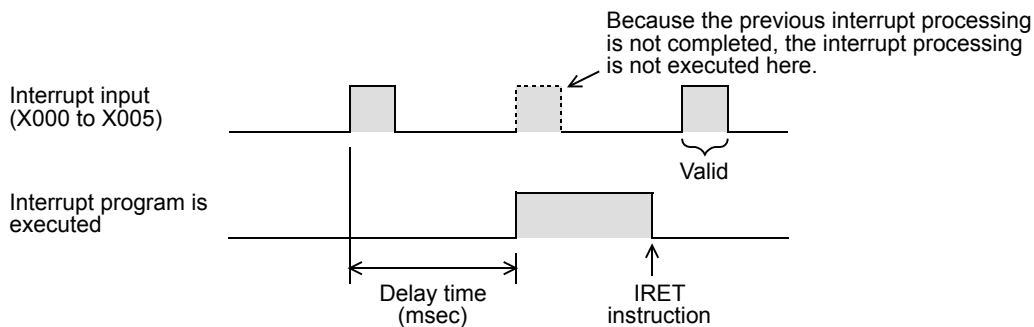 Because the previous interrupt processing
is not completed, the interrupt processing
is not executed here.
Interrupt input
(X000 to X005)
Valid
Interrupt program is
executed
Delay time
(msec)
IRET
instruction